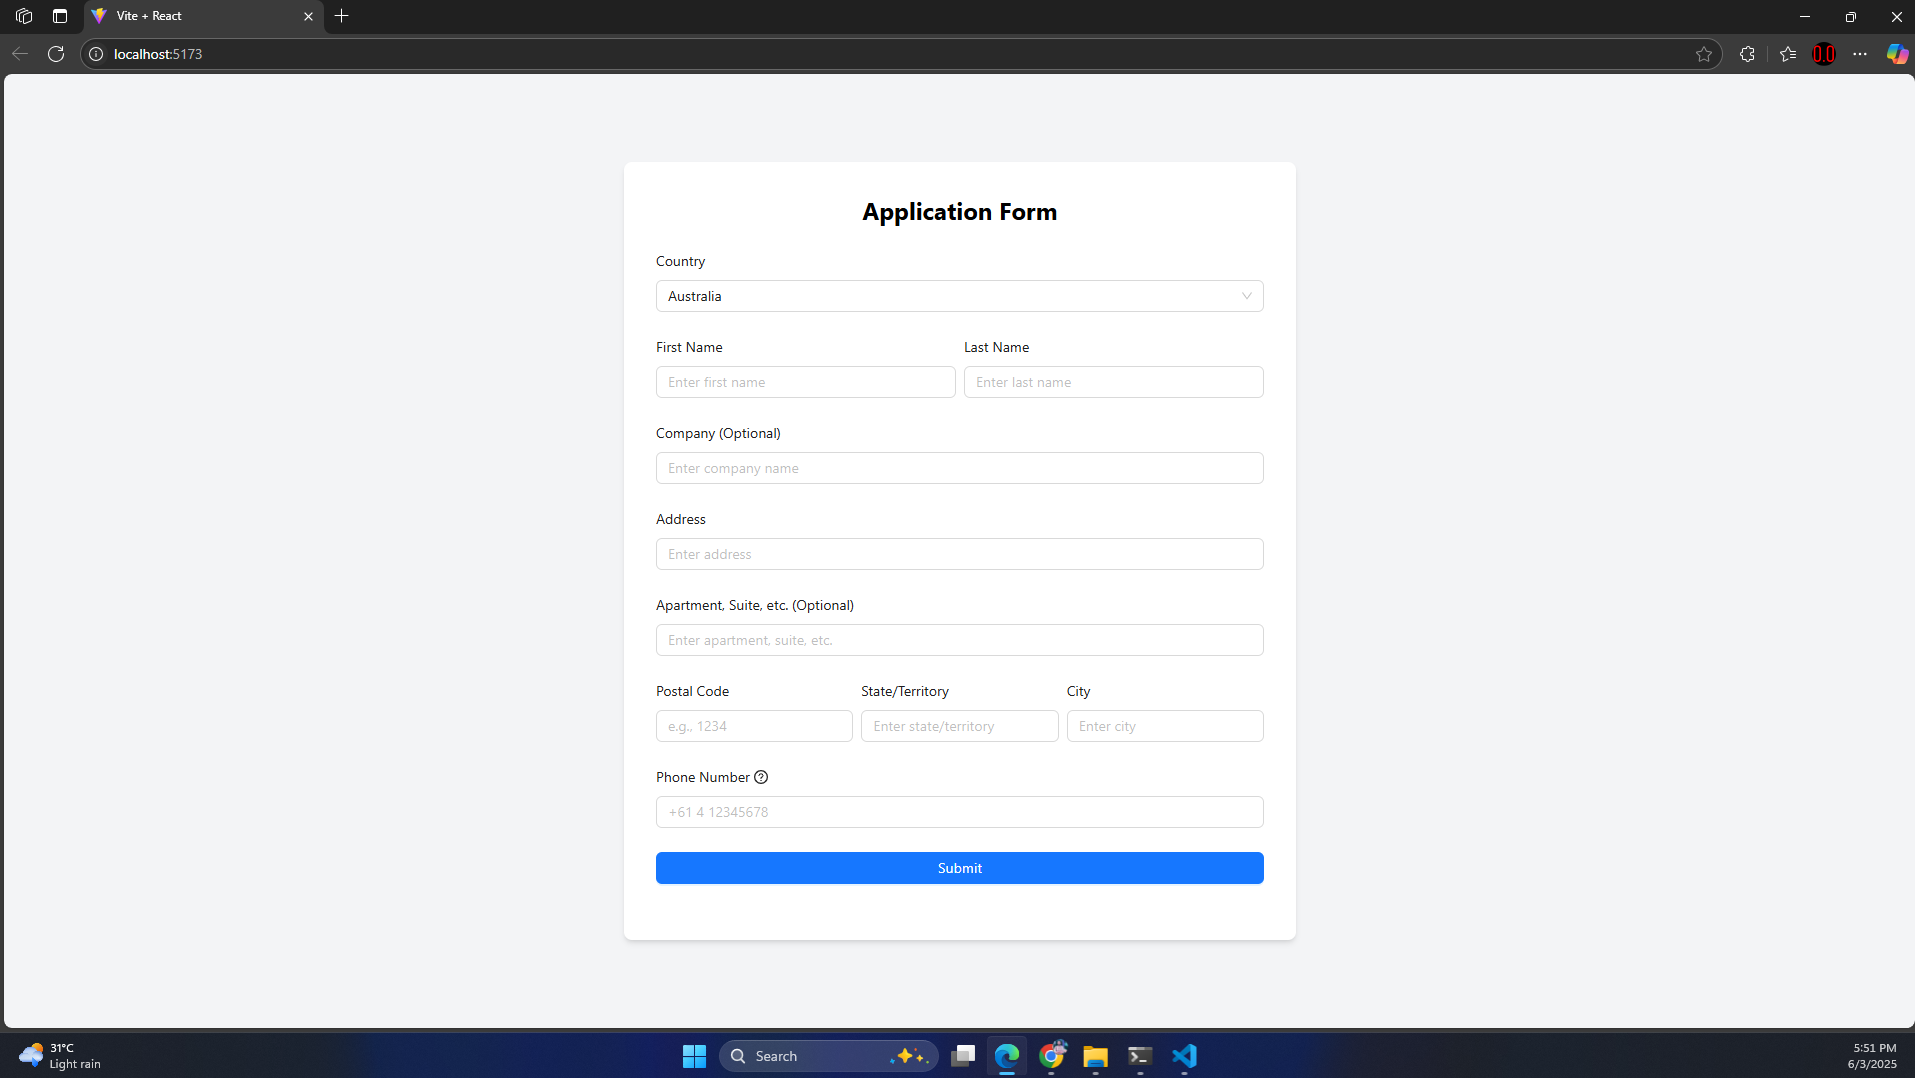 Vite + React
localhost:5173
0.0
Application Form
Country
Australia
First Name Last Name
Enter first name Enter last name
Company (Optional)
Enter company name
Address
Enter address
Apartment, Suite, etc. (Optional)
Enter apartment, suite, etc.
Postal Code State/Territory City
e.g., 1234 Enter state/territory Enter city
Phone Number
+61 4 12345678
Submit
31°C
Light rain
Search
5:51 PM
6/3/2025